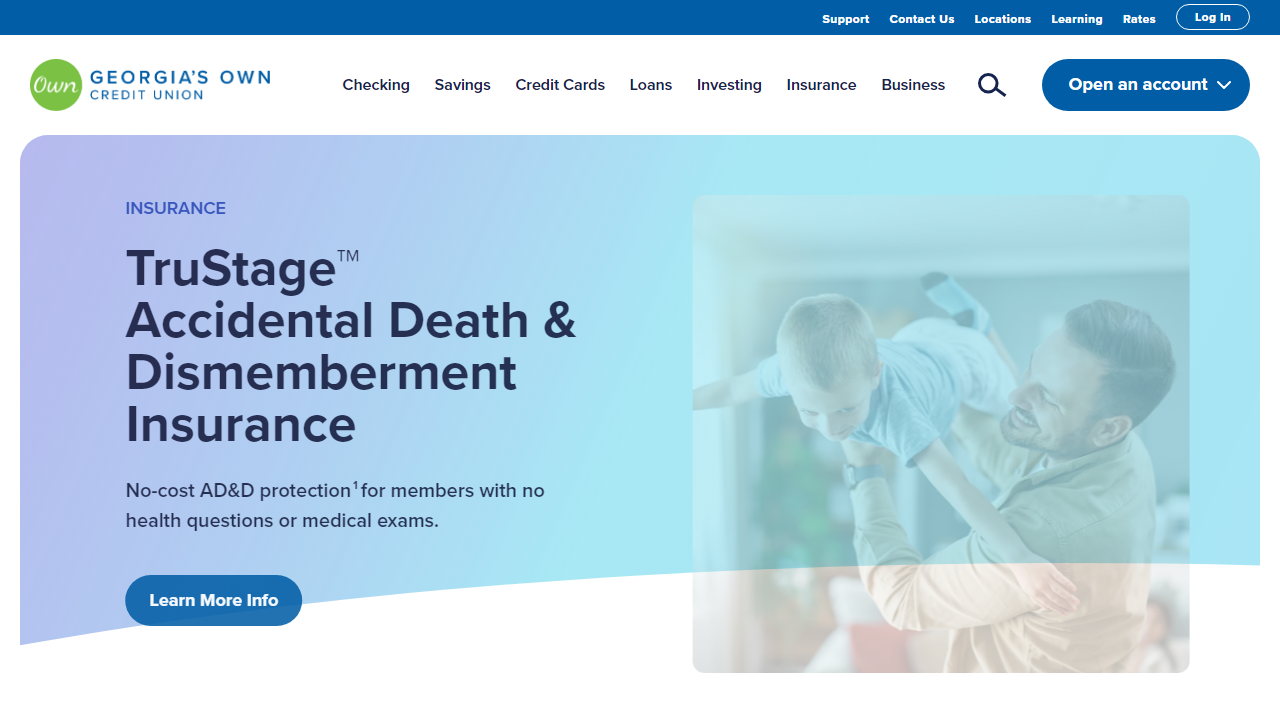 Support Contact Us Locations Learning Rates Log In
Own GEORGIA'S OWN
CREDIT UNION
Checking Savings Credit Cards Loans Investing Insurance Business Open an account
INSURANCE
TruStage™
Accidental Death &
Dismemberment
Insurance
No-cost AD&D protection¹ for members with no
health questions or medical exams.
Learn More Info